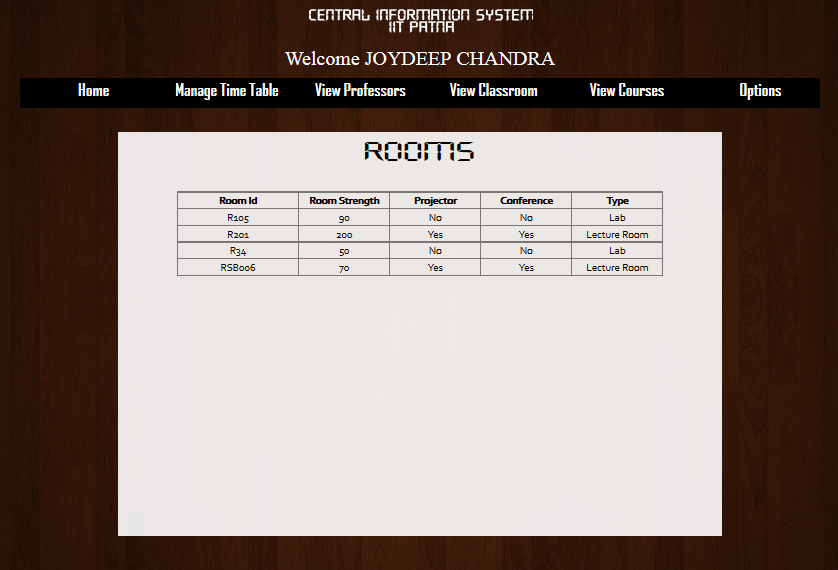 CENTRAL INFORMATION SYSTEM
IIT PATNA
Welcome JOYDEEP CHANDRA
Home Manage Time Table View Professors View Classroom View Courses Options
ROOMS
Room Id Room Strength Projector Conference Type
R105 90 No No Lab
R201 200 Yes Yes Lecture Room
R34 50 No No Lab
RSB006 70 Yes Yes Lecture Room